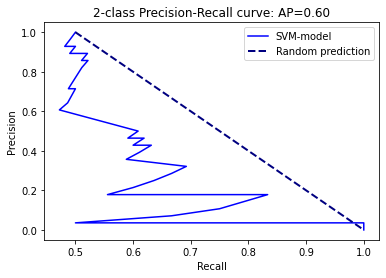 2-class Precision-Recall curve: AP=0.60
SVM-model
Random prediction
Precision
1.0
0.8
0.6
0.4
0.2
0.0
0.5
0.6
0.7
0.8
0.9
1.0
Recall